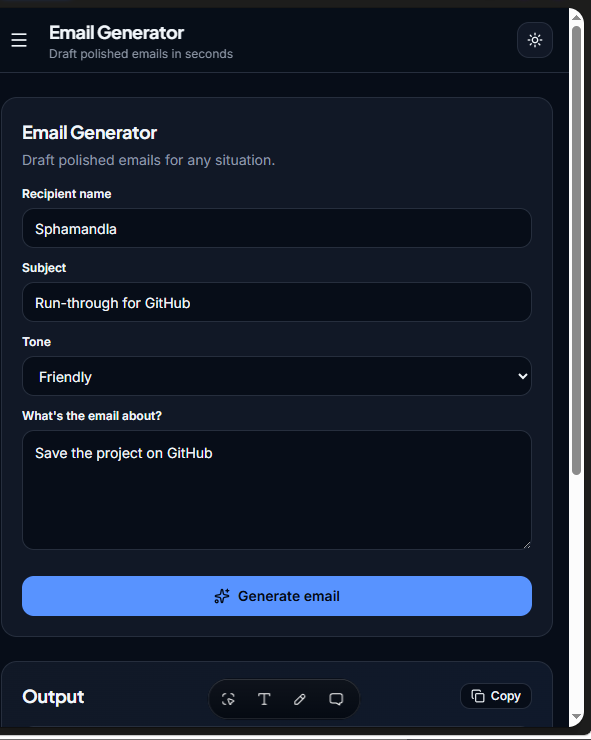 Email Generator
Draft polished emails in seconds
Email Generator
Draft polished emails for any situation.
Recipient name
Sphamandla
Subject
Run-through for GitHub
Tone
Friendly
What's the email about?
Save the project on GitHub
Generate email
Output
T
Copy